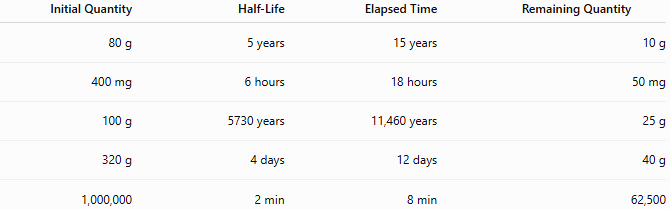 Initial Quantity Half-Life Elapsed Time Remaining Quantity
80 g 5 years 15 years 10 g
400 mg 6 hours 18 hours 50 mg
100 g 5730 years 11,460 years 25 g
320 g 4 days 12 days 40 g
1,000,000 2 min 8 min 62,500